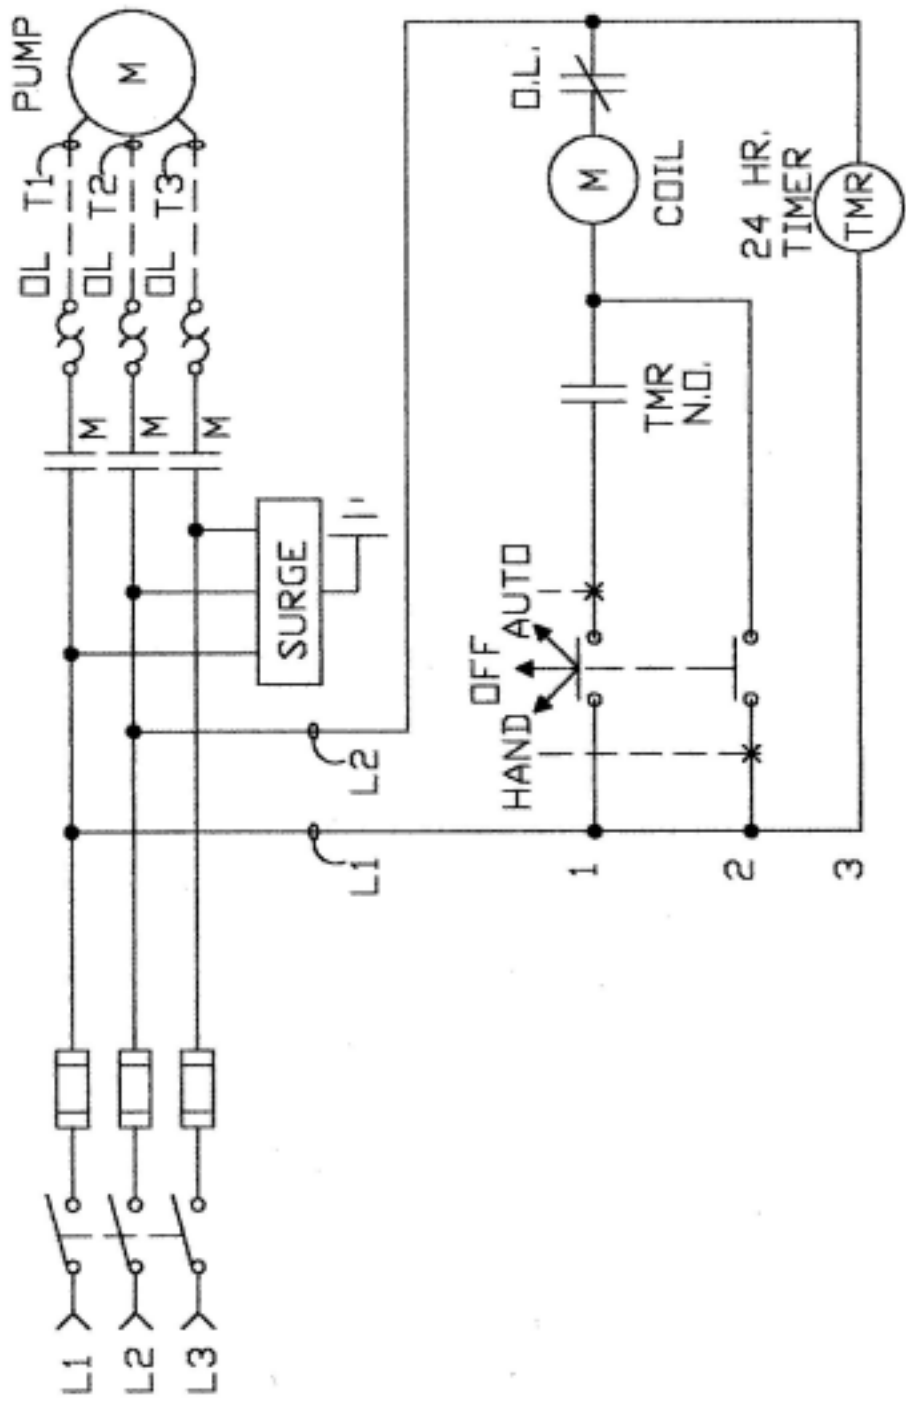 L1
L2
L3
SURGE
M
M
M
OL
OL
OL
T1
T2
T3
PUMP
M
L1
L2
HAND
OFF
AUTO
1
TMR
N.O.
M
COIL
O.L.
2
3
24 HR.
TIMER
TMR